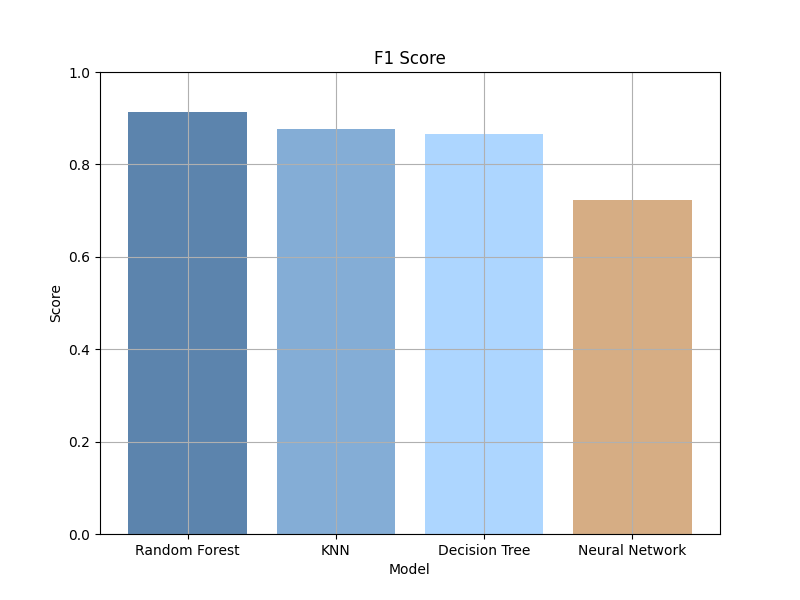 F1 Score
1.0
0.8
0.6
0.4
0.2
0.0
Score
Random Forest
KNN
Decision Tree
Neural Network
Model